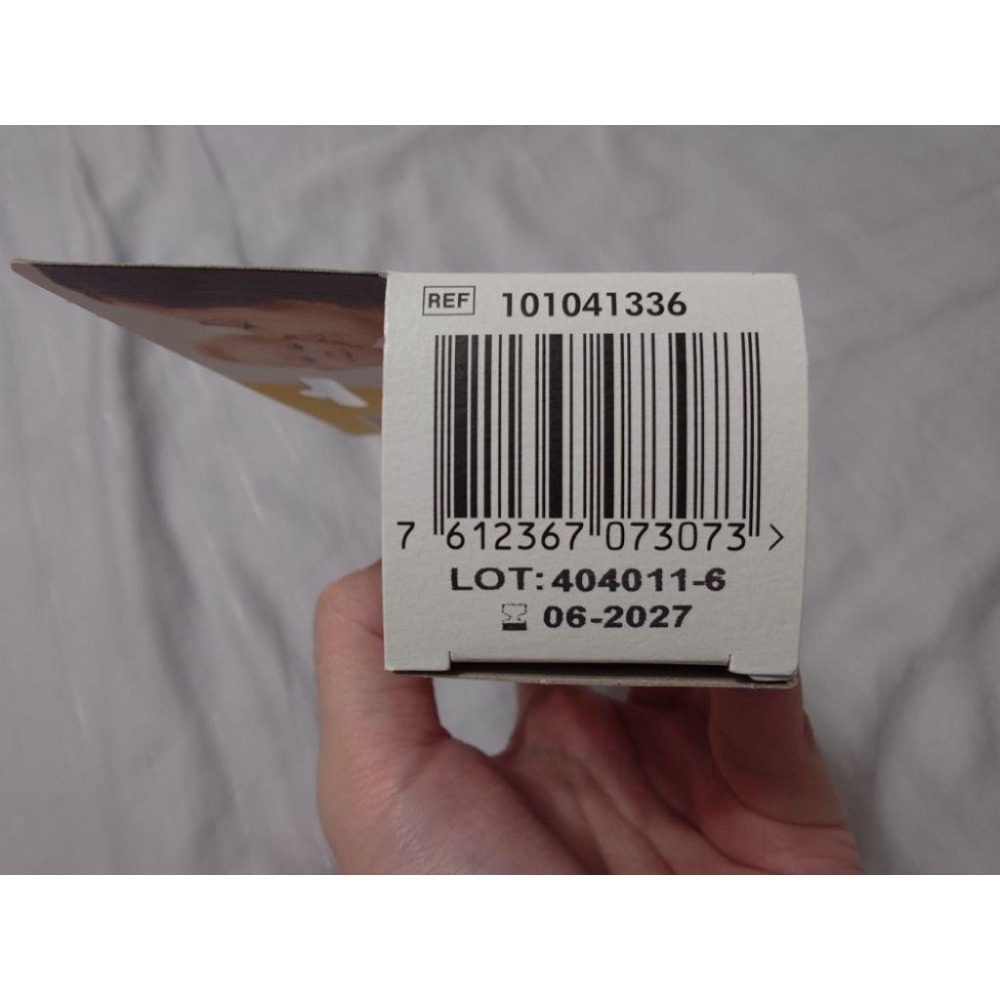 REF 101041336
7 612367 073073 >
LOT: 404011-6
06-2027